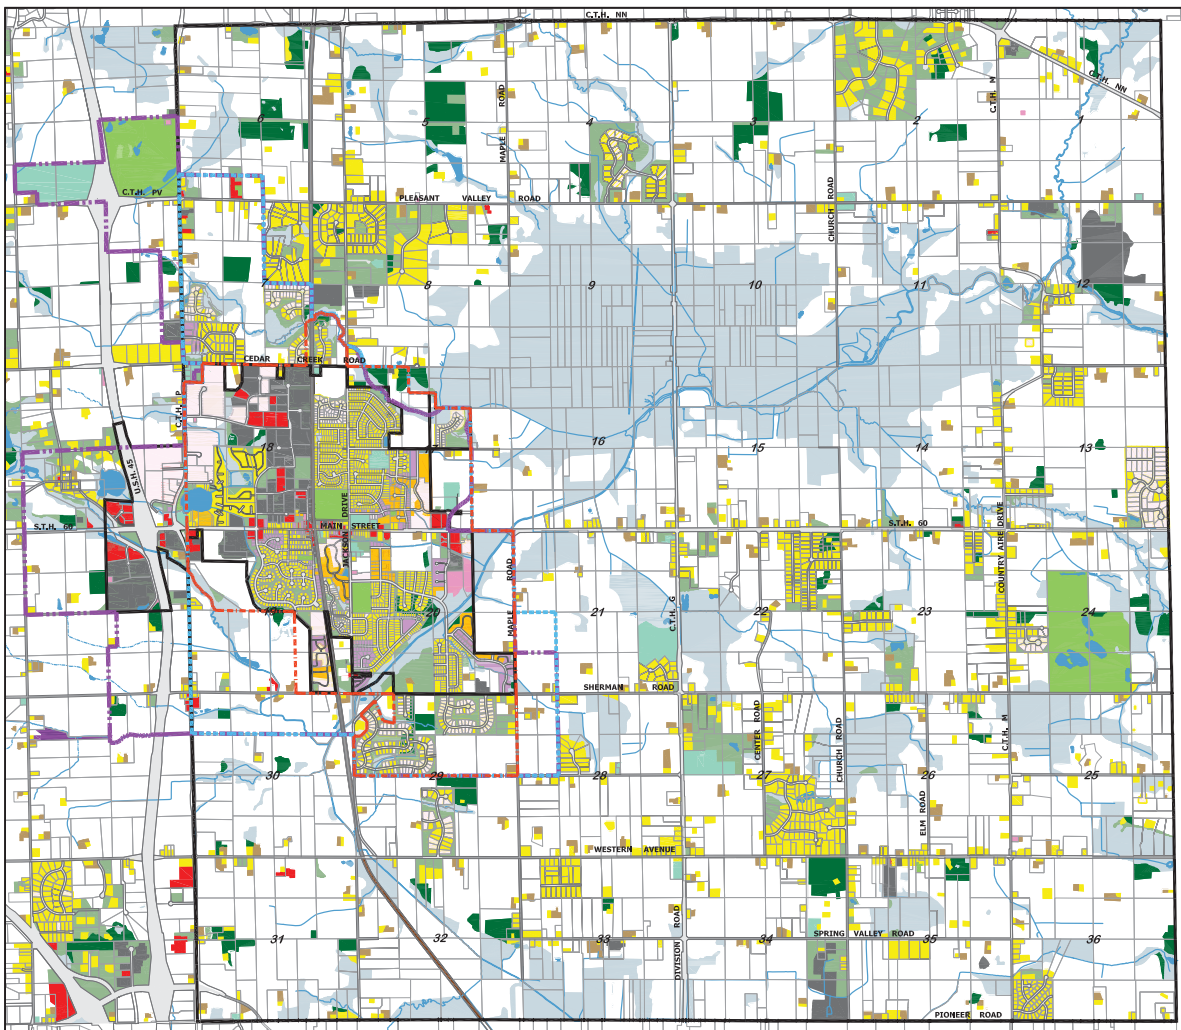 C.T.H. NN
C.T.H. NN
C.T.H. M
MAPLE ROAD
6
5
4
3
2
1
C.T.H. PV
PLEASANT VALLEY ROAD
CHURCH ROAD
7
8
9
10
11
12
CEDAR CREEK ROAD
C.T.H. P
U.S.H. 45
18
16
15
14
13
S.T.H. 60
MAIN STREET
JACKSON DRIVE
S.T.H. 60
COUNTRY AIRE DRIVE
MAPLE ROAD
C.T.H. G
19
20
21
22
23
24
SHERMAN ROAD
CENTER ROAD
CHURCH ROAD
C.T.H. M
30
29
28
27
26
25
ELM ROAD
WESTERN AVENUE
DIVISION ROAD
SPRING VALLEY ROAD
31
32
33
34
35
36
PIONEER ROAD